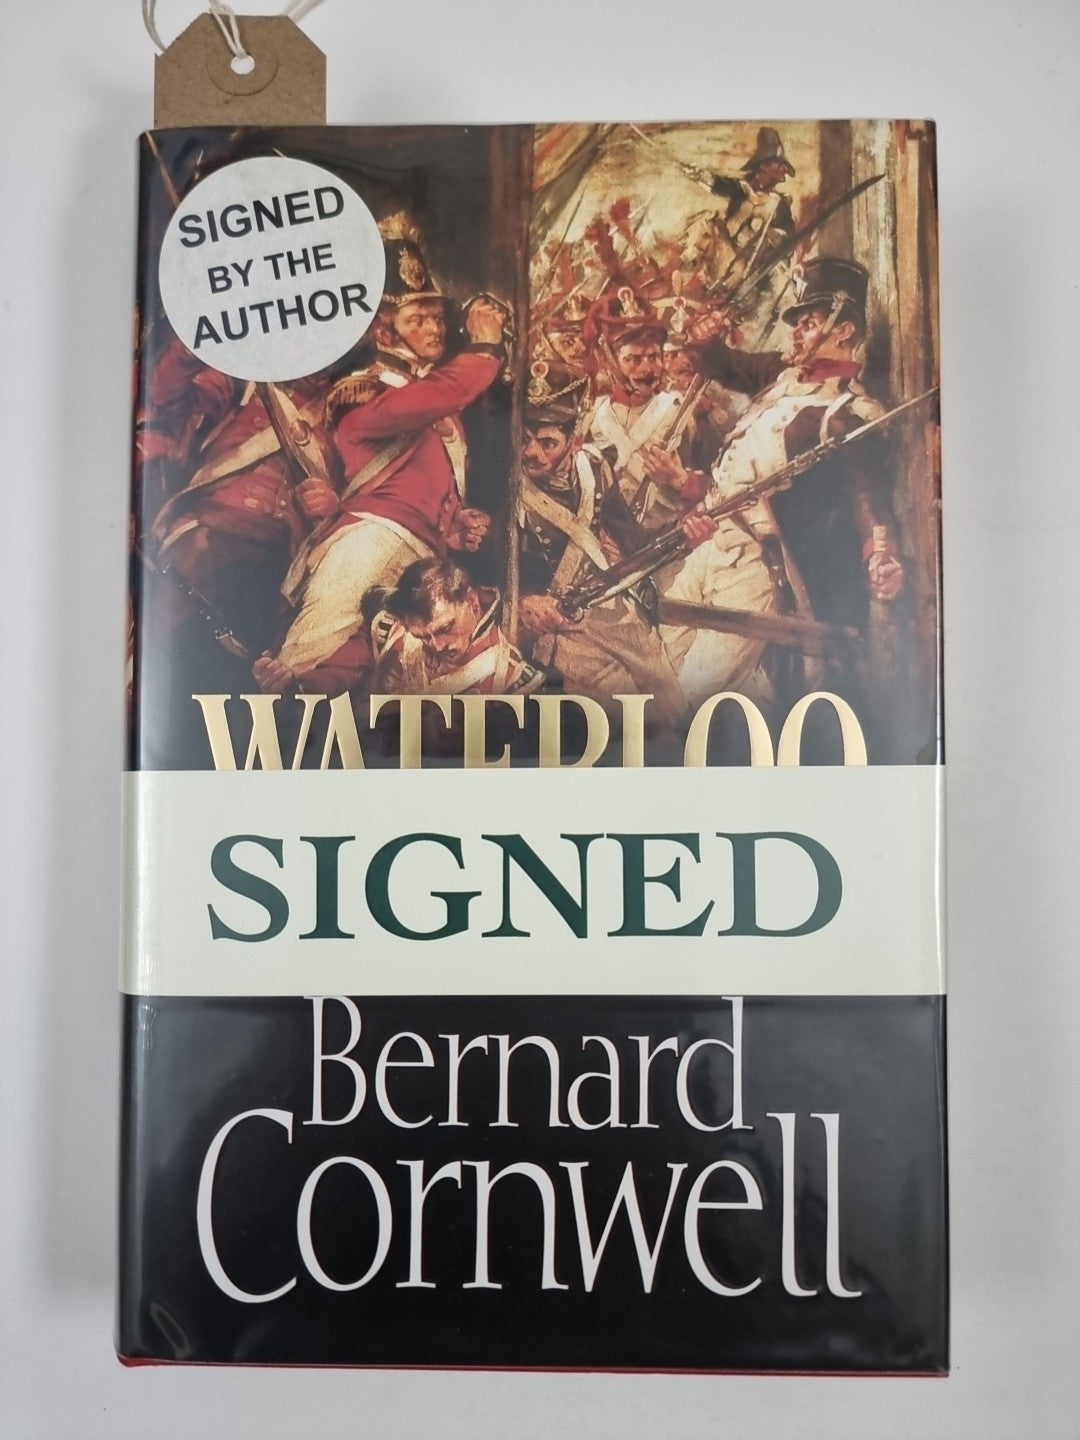 SIGNED
BY THE
AUTHOR
WATERLOO
SIGNED
Bernard
Cornwell